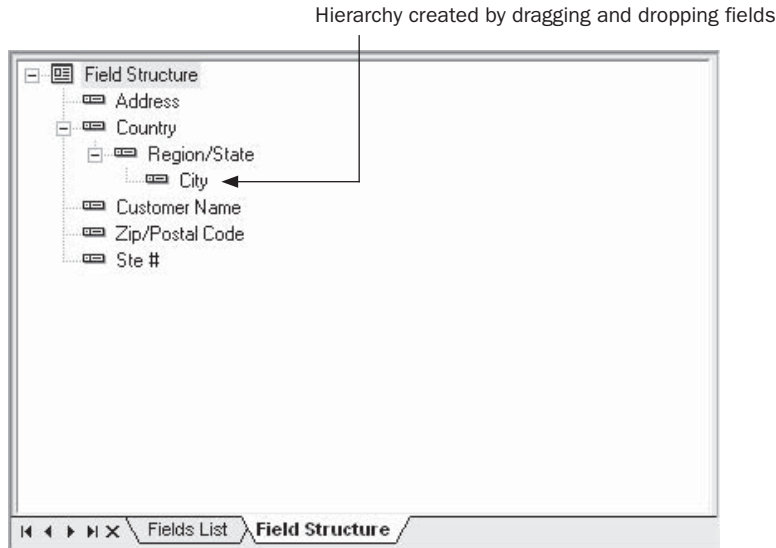 Hierarchy created by dragging and dropping fields
Field Structure
Address
Country
Region/State
City
Customer Name
Zip/Postal Code
Ste #
Fields List
Field Structure